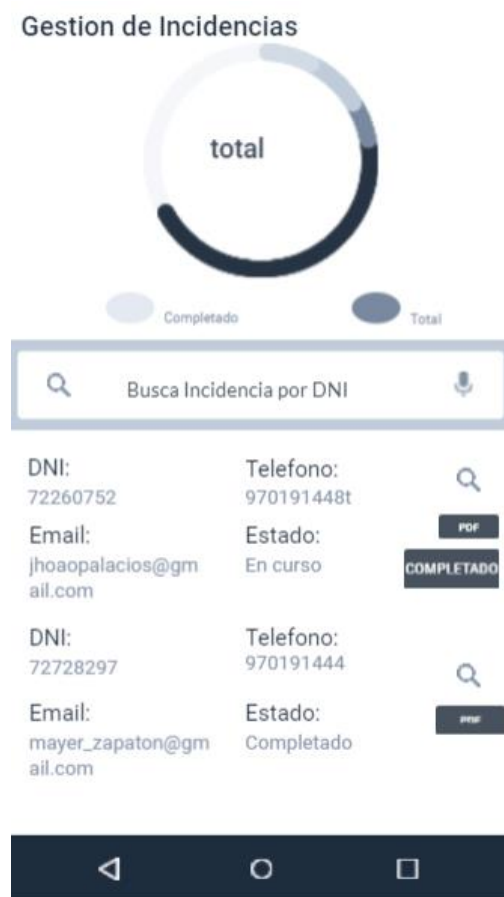 Gestion de Incidencias
total
Completado
Total
Busca Incidencia por DNI
DNI:
72260752
Telefono:
970191448t
PDF
Email:
jhoaopalacios@gm
ail.com
Estado:
En curso
COMPLETADO
DNI:
72728297
Telefono:
970191444
Email:
mayer_zapaton@gm
ail.com
Estado:
Completado
PDF